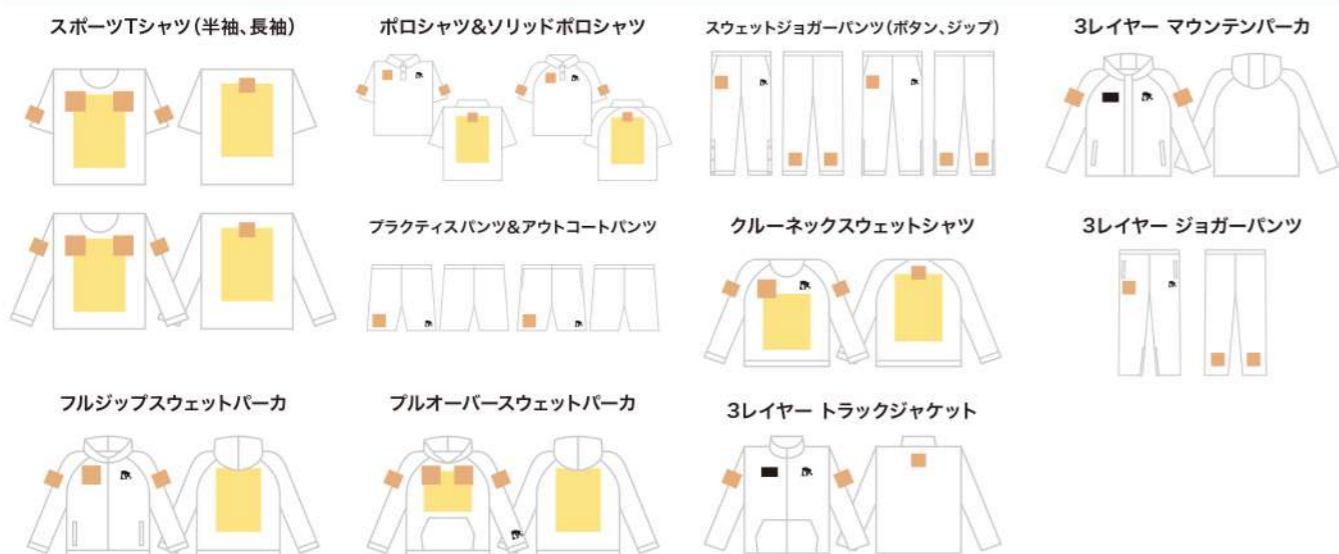 スポーツTシャツ(半袖、長袖)
ポロシャツ&ソリッドポロシャツ
スウェットジョガーパンツ(ボタン、ジップ)
3レイヤー マウンテンパーカ
プラクティスパンツ&アウトコートパンツ
クルーネックスウェットシャツ
3レイヤー ジョガーパンツ
フルジップスウェットパーカ
プルオーバースウェットパーカ
3レイヤー トラックジャケット